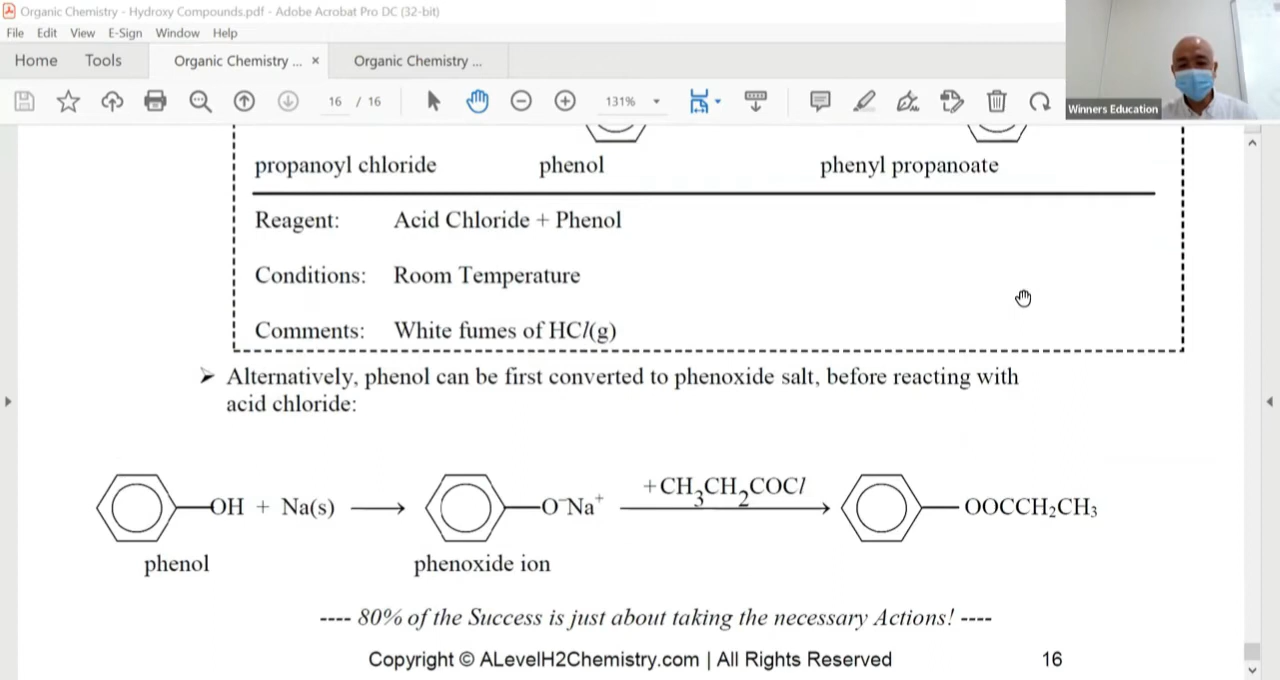 Organic Chemistry - Hydroxy Compounds.pdf - Adobe Acrobat Pro DC (32-bit)
File Edit View E-Sign Window Help
Home Tools Organic Chemistry ... × Organic Chemistry ...
16 / 16 131%
Winners Education
propanoyl chloride phenol phenyl propanoate
Reagent: Acid Chloride + Phenol
Conditions: Room Temperature
Comments: White fumes of HCl(g)
➤ Alternatively, phenol can be first converted to phenoxide salt, before reacting with
acid chloride:
OH + Na(s) ⟶ O⁻Na⁺ +CH₃CH₂COCl ⟶ OOCCH₂CH₃
phenol phenoxide ion
---- 80% of the Success is just about taking the necessary Actions! ----
Copyright © ALevelH2Chemistry.com | All Rights Reserved 16